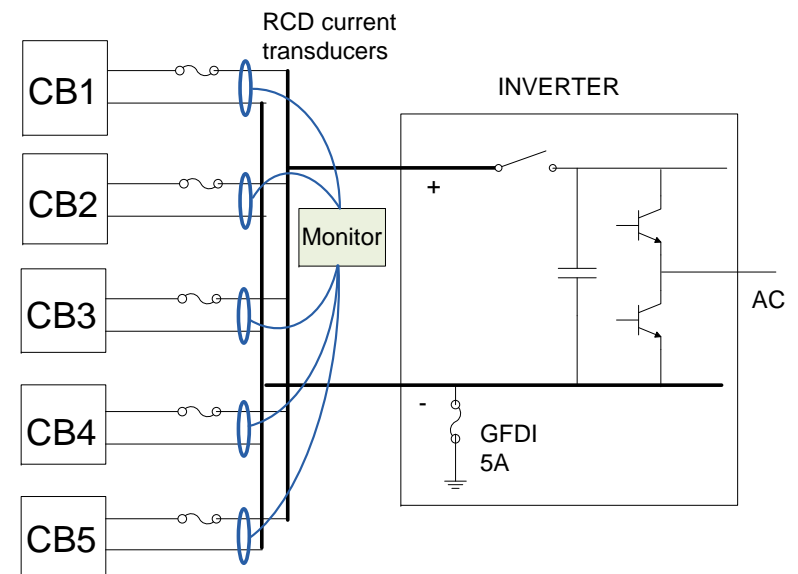 RCD current
transducers
INVERTER
CB1
CB2
CB3
CB4
CB5
Monitor
+
-
AC
GFDI
5A